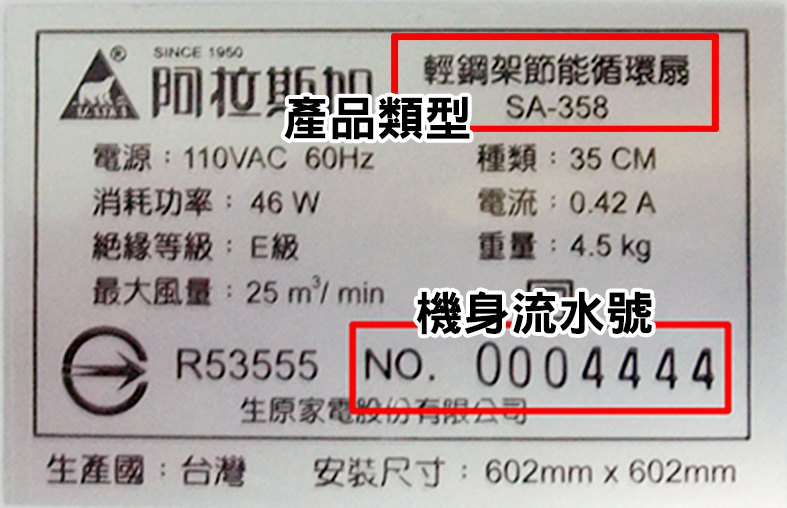 SINCE 1950
®
ALASKA
阿拉斯加
輕鋼架節能循環扇
SA-358
產品類型
電源：110VAC 60Hz
種類：35 CM
消耗功率：46 W
電流：0.42 A
絕緣等級：E級
重量：4.5 kg
最大風量：25 m³/ min
機身流水號
R53555
NO. 0004444
生原家電股份有限公司
生產國：台灣
安裝尺寸：602mm x 602mm